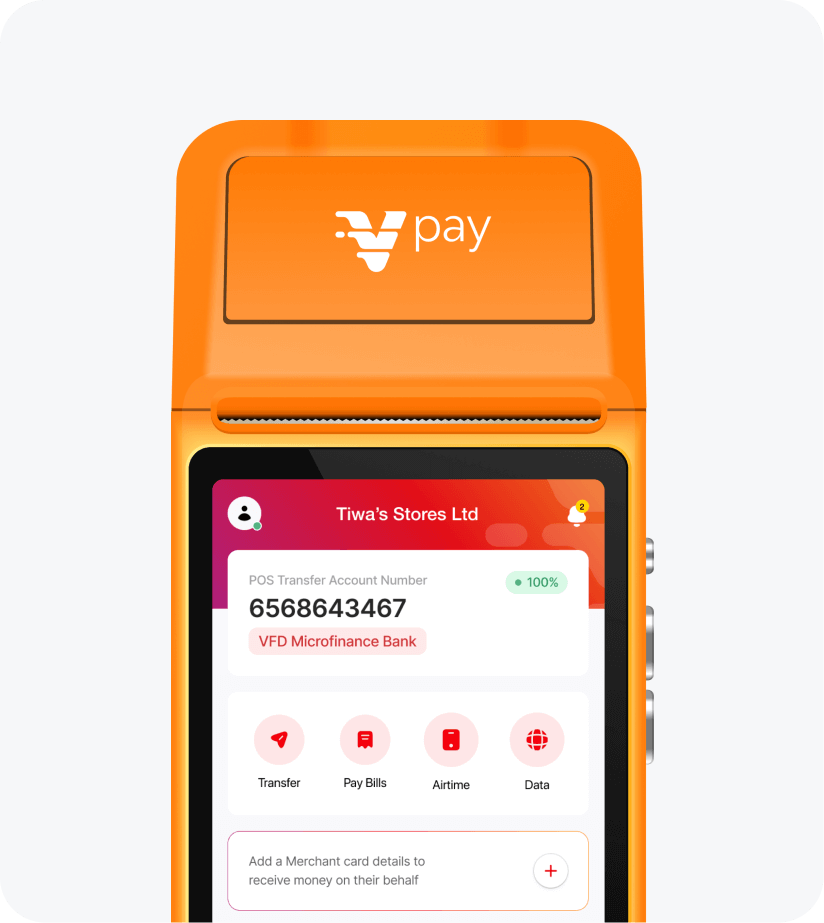 Vpay
Tiwa's Stores Ltd
2
POS Transfer Account Number
100%
6568643467
VFD Microfinance Bank
Transfer
Pay Bills
Airtime
Data
Add a Merchant card details to
receive money on their behalf